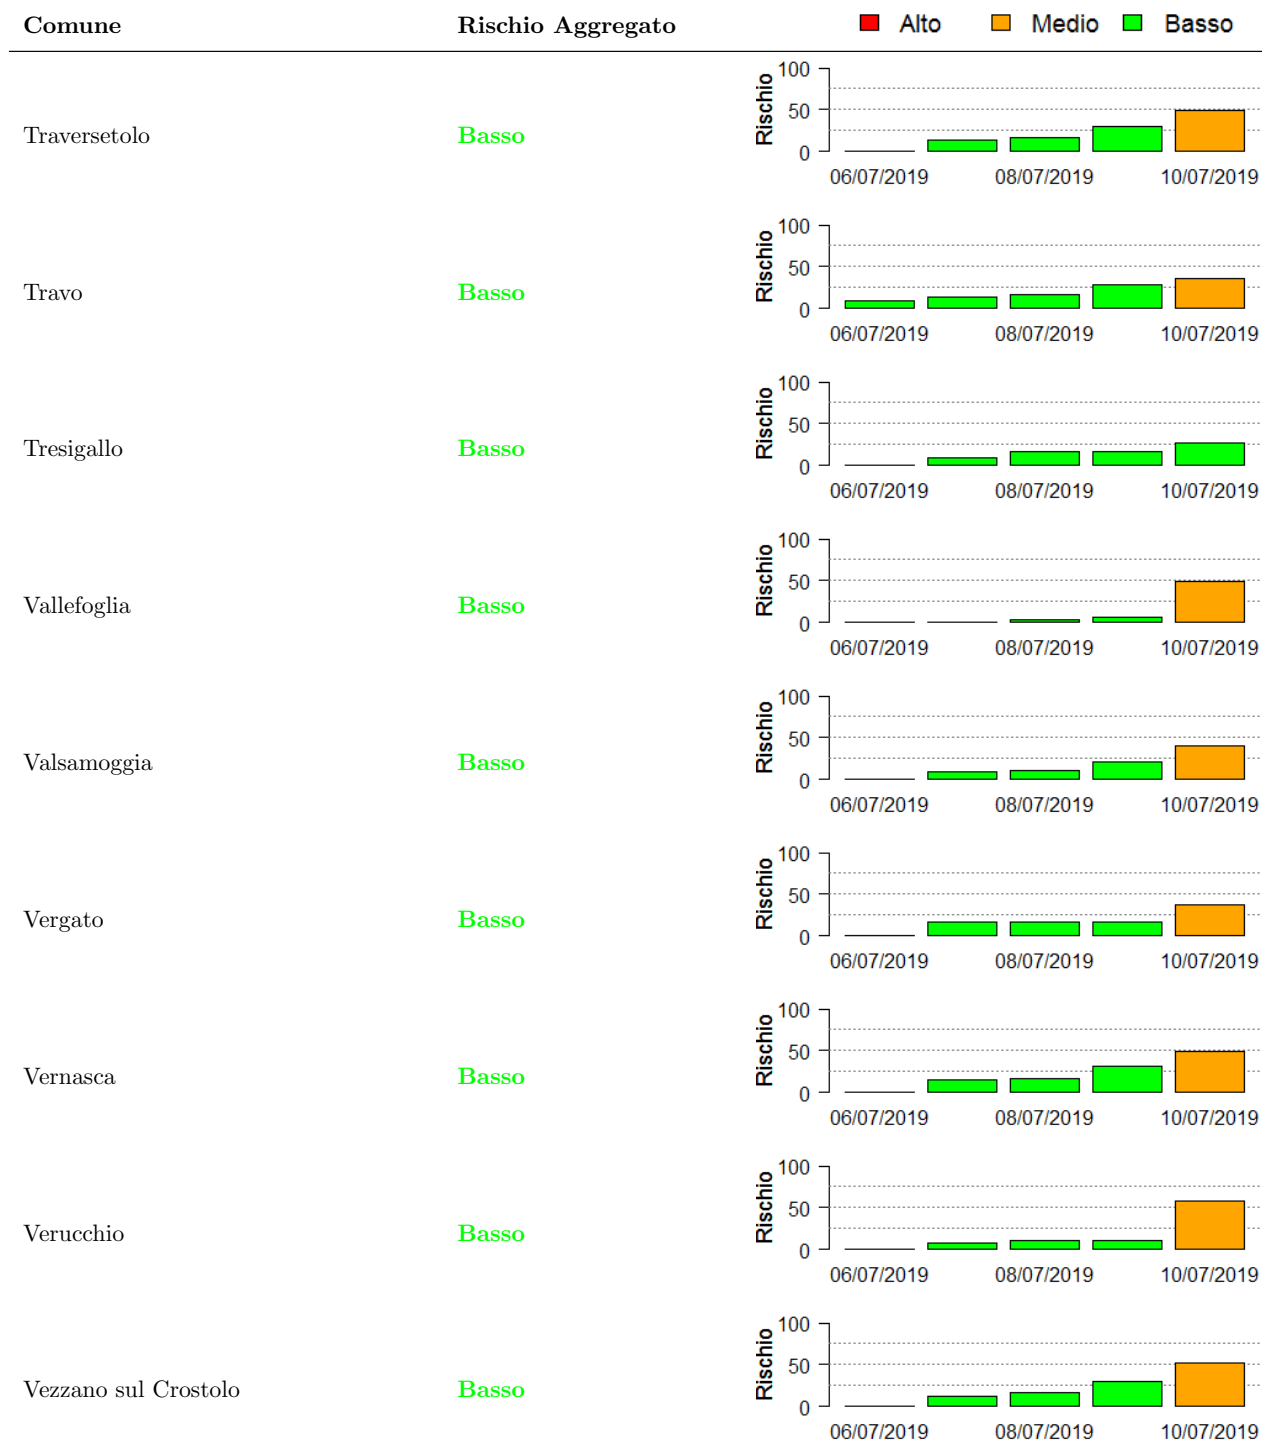 Comune Rischio Aggregato Alto Medio Basso
Traversetolo Basso
Rischio
100
50
0
06/07/2019 08/07/2019 10/07/2019
Travo Basso
Rischio
100
50
0
06/07/2019 08/07/2019 10/07/2019
Tresigallo Basso
Rischio
100
50
0
06/07/2019 08/07/2019 10/07/2019
Vallefoglia Basso
Rischio
100
50
0
06/07/2019 08/07/2019 10/07/2019
Valsamoggia Basso
Rischio
100
50
0
06/07/2019 08/07/2019 10/07/2019
Vergato Basso
Rischio
100
50
0
06/07/2019 08/07/2019 10/07/2019
Vernasca Basso
Rischio
100
50
0
06/07/2019 08/07/2019 10/07/2019
Verucchio Basso
Rischio
100
50
0
06/07/2019 08/07/2019 10/07/2019
Vezzano sul Crostolo Basso
Rischio
100
50
0
06/07/2019 08/07/2019 10/07/2019